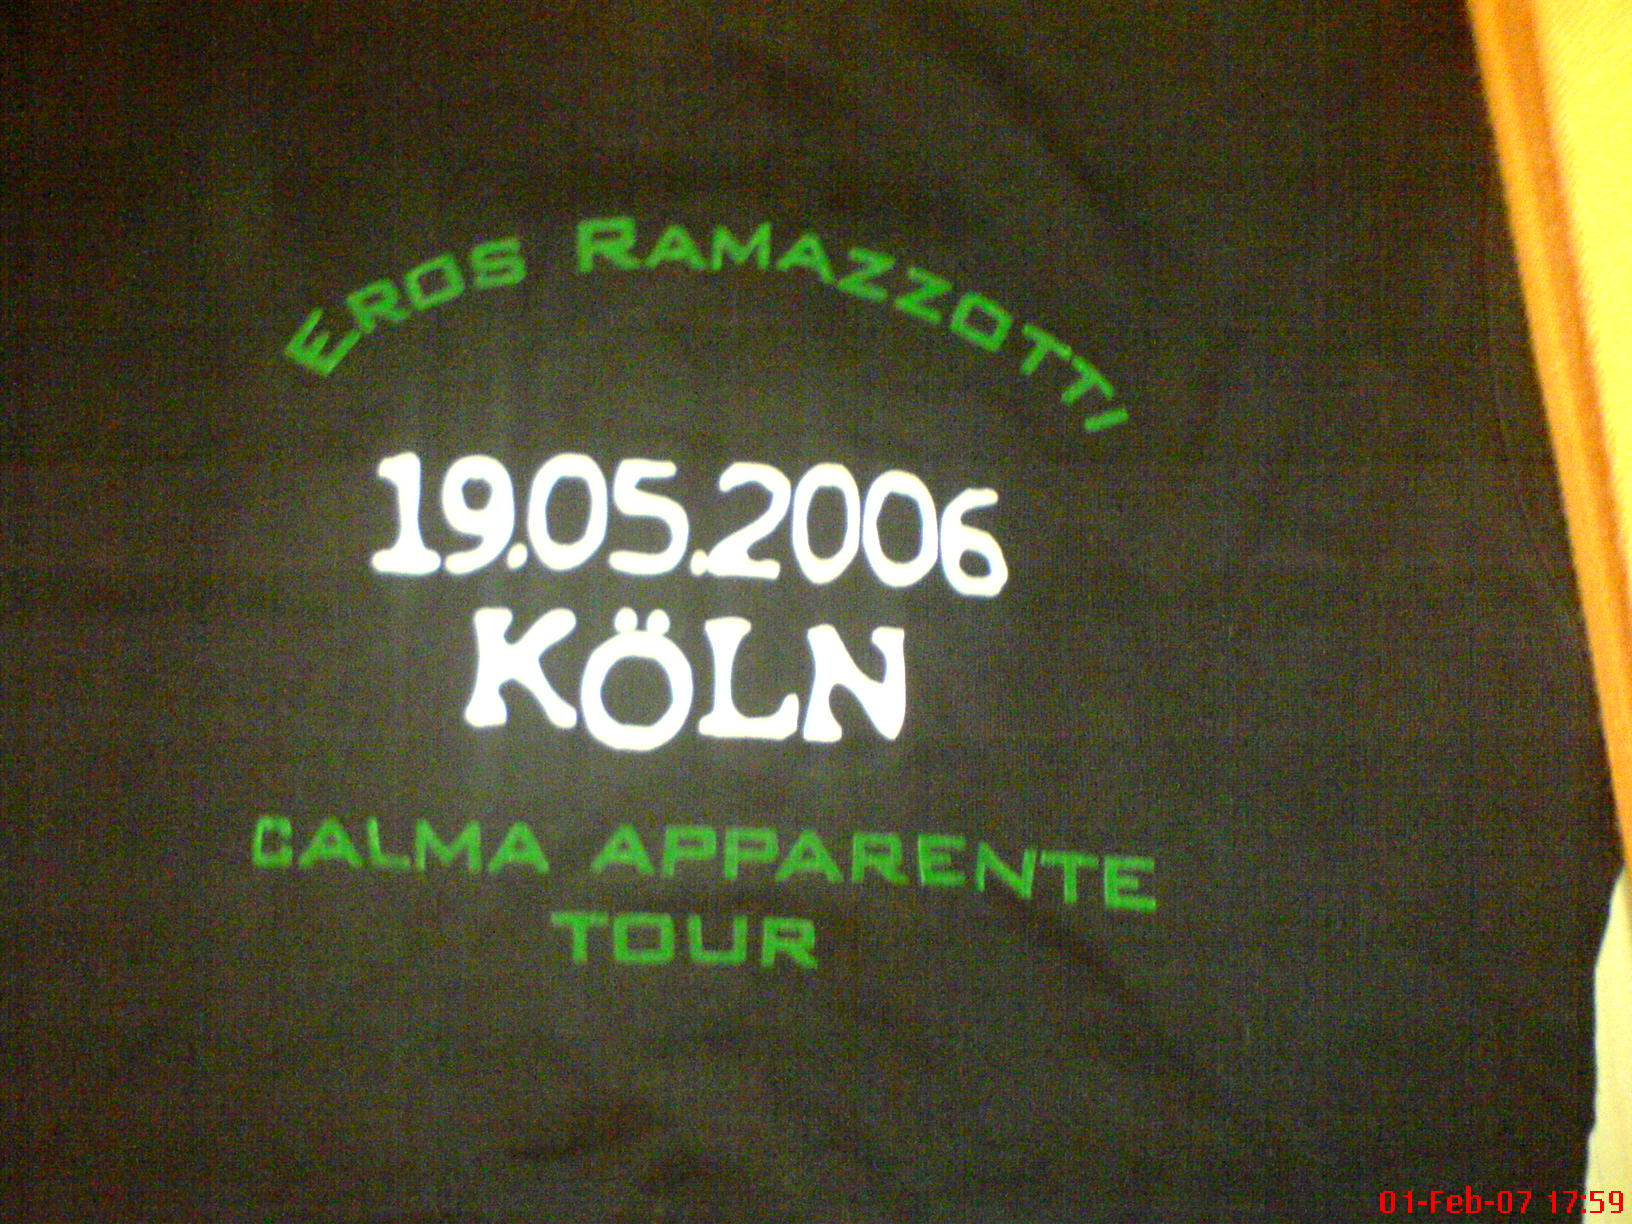 EROS RAMAZZOTTI
19.05.2006
KÖLN
CALMA APPARENTE
TOUR
01-Feb-07 17:59